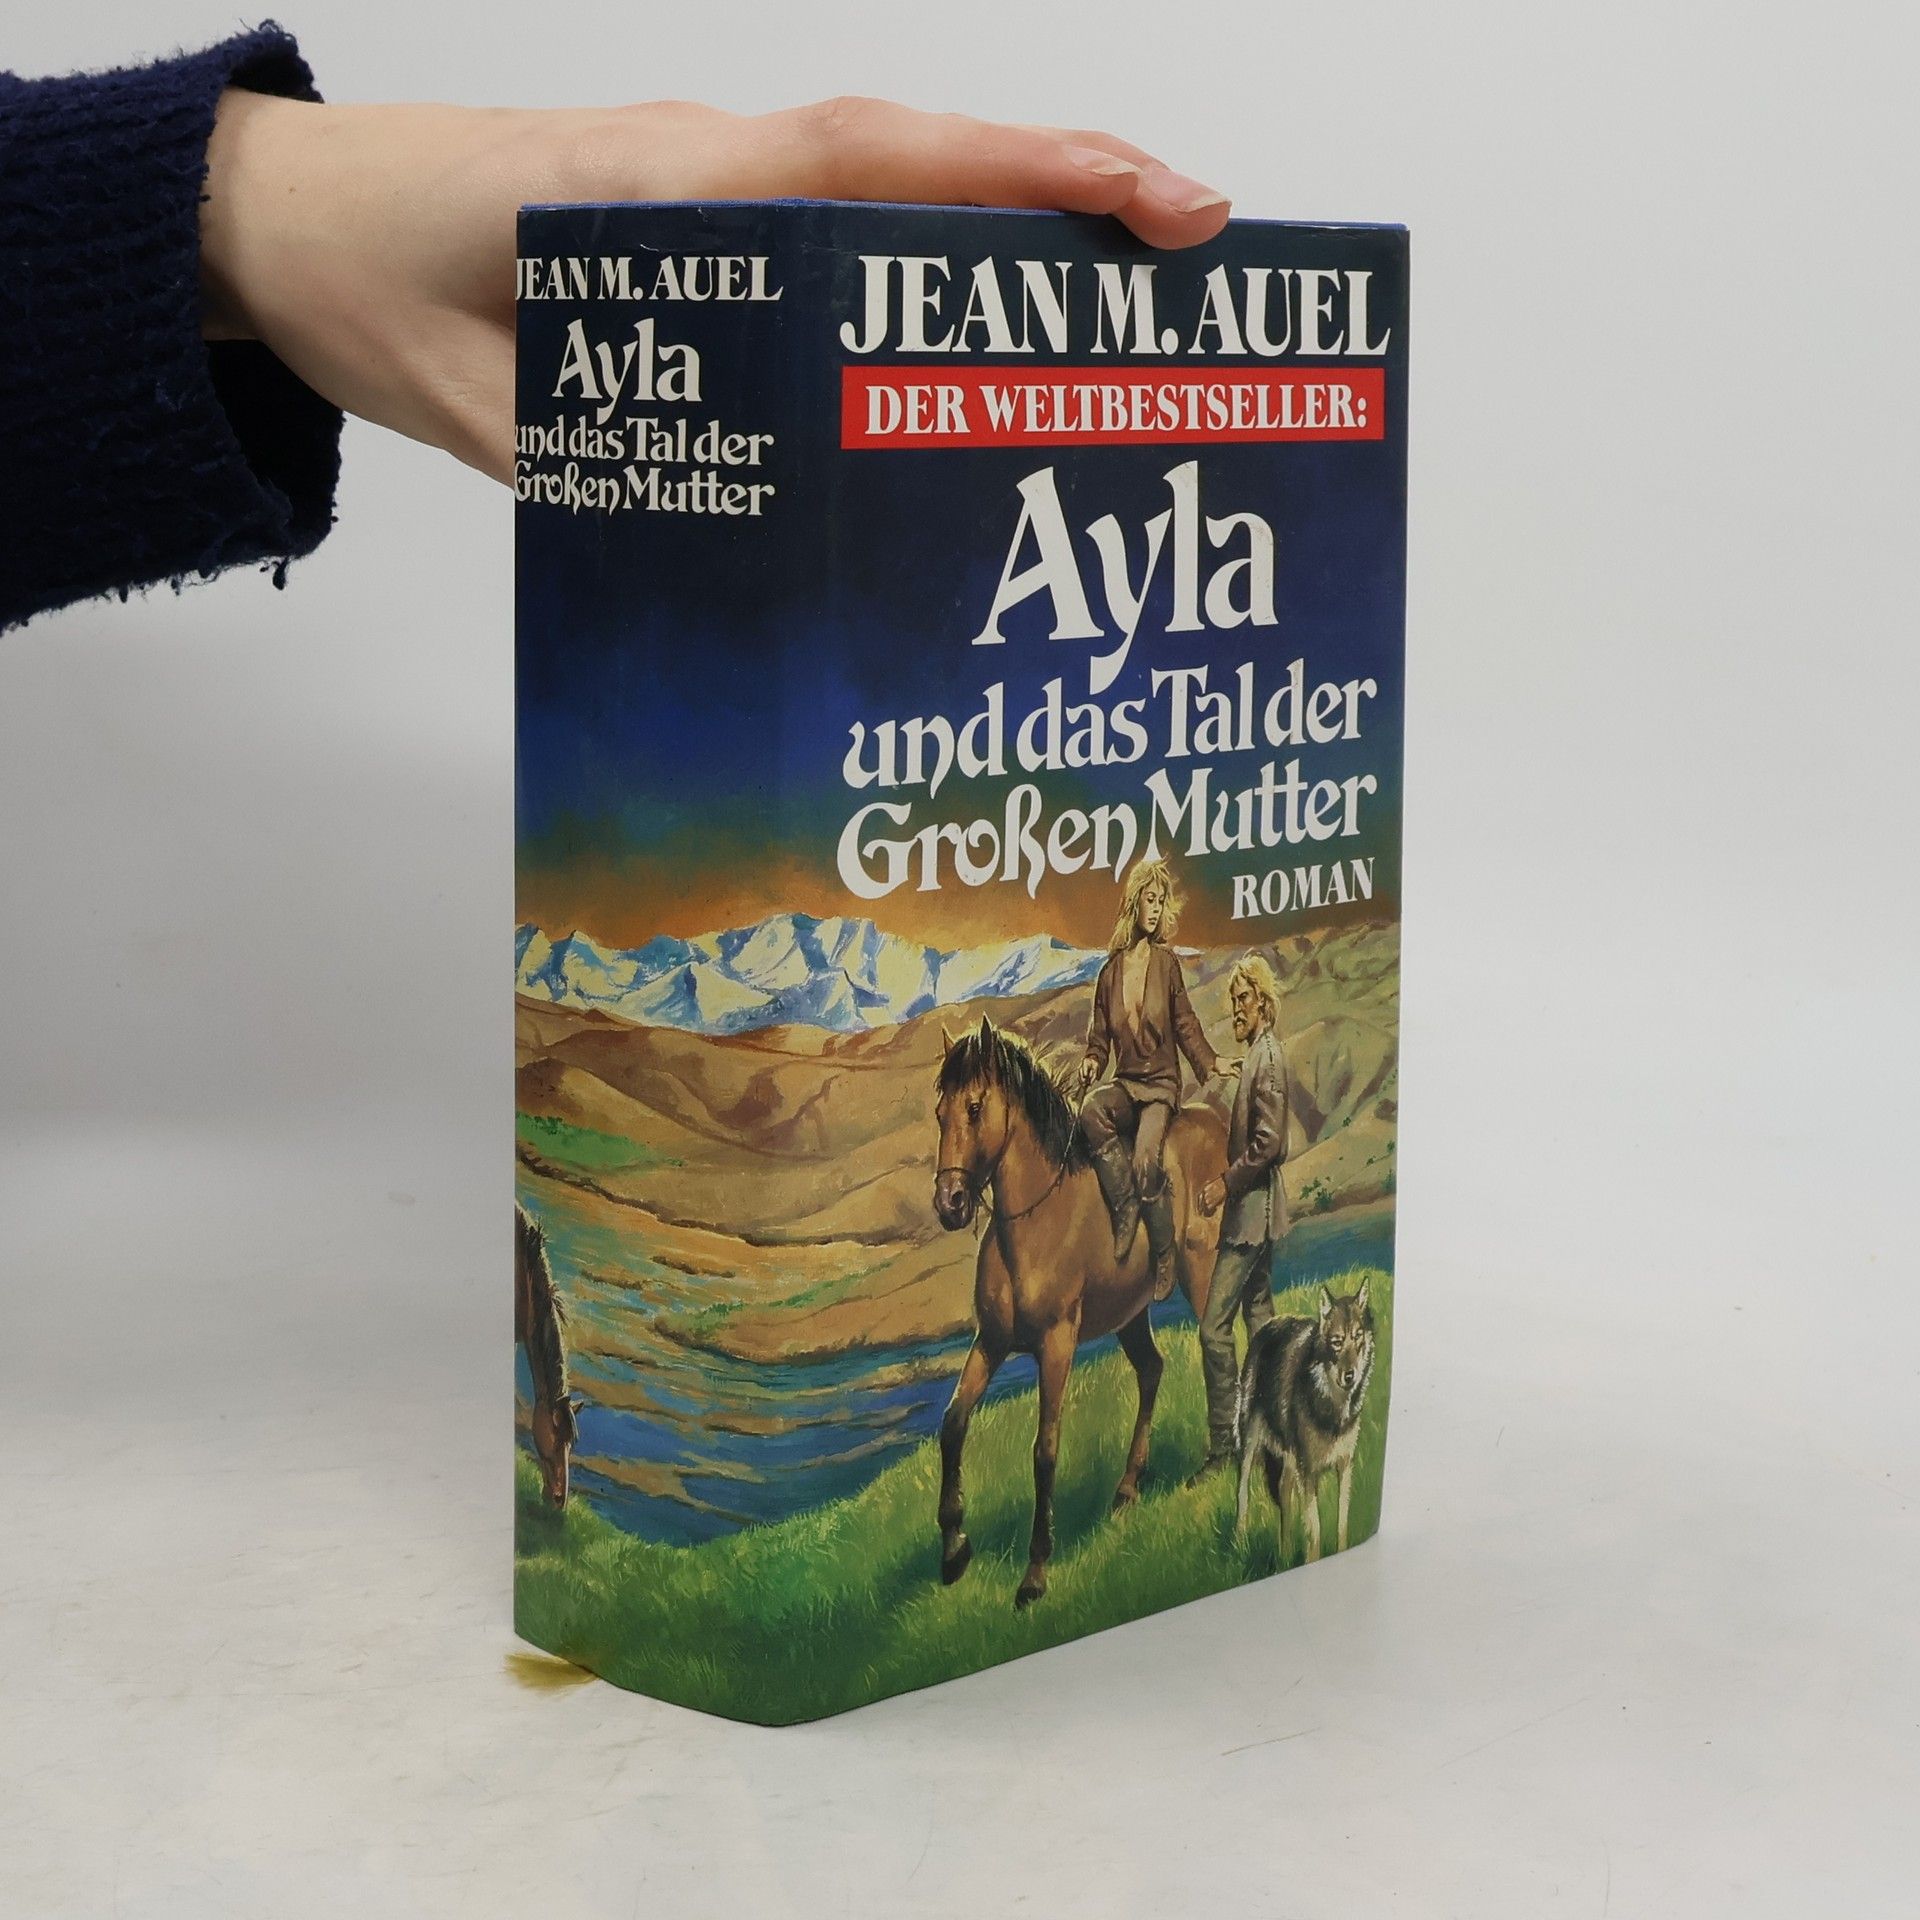 JEAN M. AUEL
Ayla
und das Tal der
Großen Mutter
JEAN M. AUEL
DER WELTBESTSELLER:
Ayla
und das Tal der
Großen Mutter
ROMAN